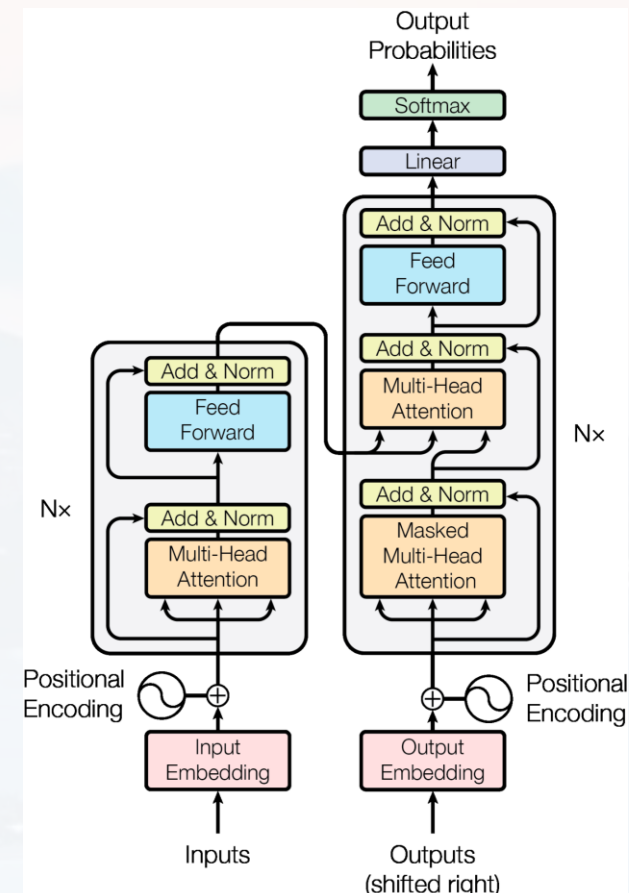 Output
Probabilities
Softmax
Linear
Add & Norm
Feed
Forward
Add & Norm
Multi-Head
Attention
Add & Norm
Masked
Multi-Head
Attention
N×
Add & Norm
Feed
Forward
Add & Norm
Multi-Head
Attention
N×
Positional
Encoding
Positional
Encoding
Input
Embedding
Output
Embedding
Inputs
Outputs
(shifted right)